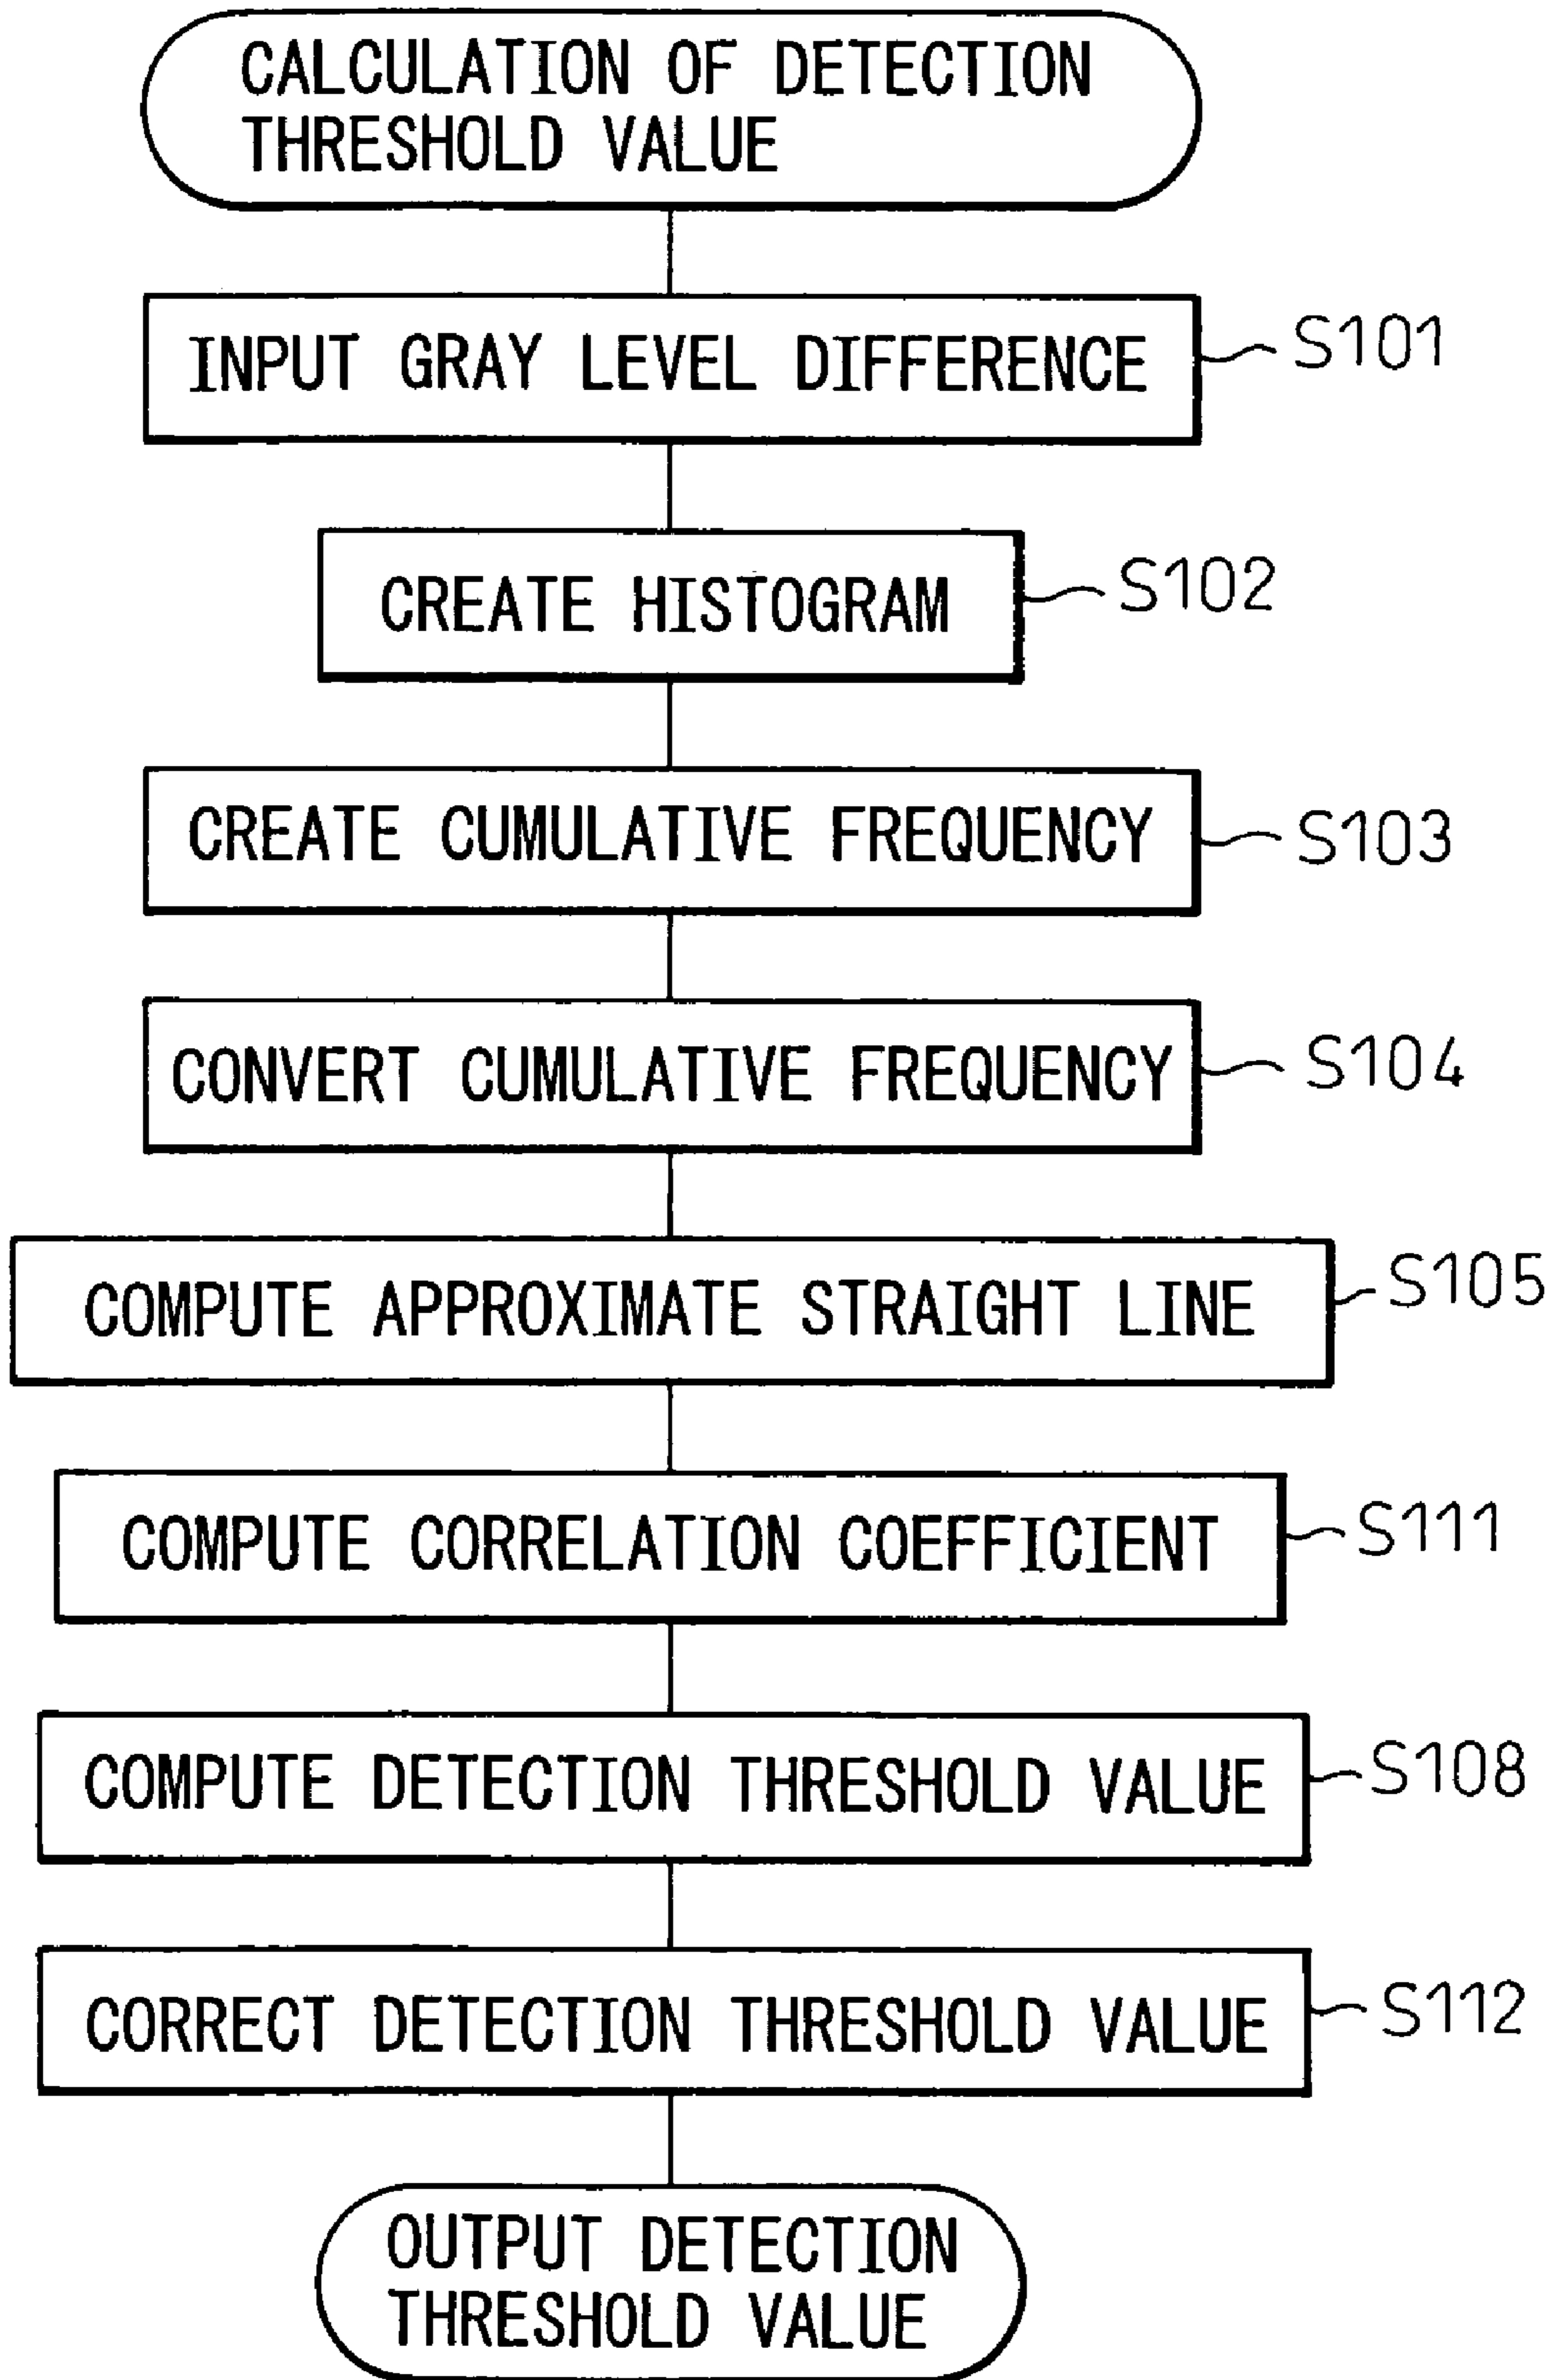 CALCULATION OF DETECTION
THRESHOLD VALUE
INPUT GRAY LEVEL DIFFERENCE
S101
CREATE HISTOGRAM
S102
CREATE CUMULATIVE FREQUENCY
S103
CONVERT CUMULATIVE FREQUENCY
S104
COMPUTE APPROXIMATE STRAIGHT LINE
S105
COMPUTE CORRELATION COEFFICIENT
S111
COMPUTE DETECTION THRESHOLD VALUE
S108
CORRECT DETECTION THRESHOLD VALUE
S112
OUTPUT DETECTION
THRESHOLD VALUE